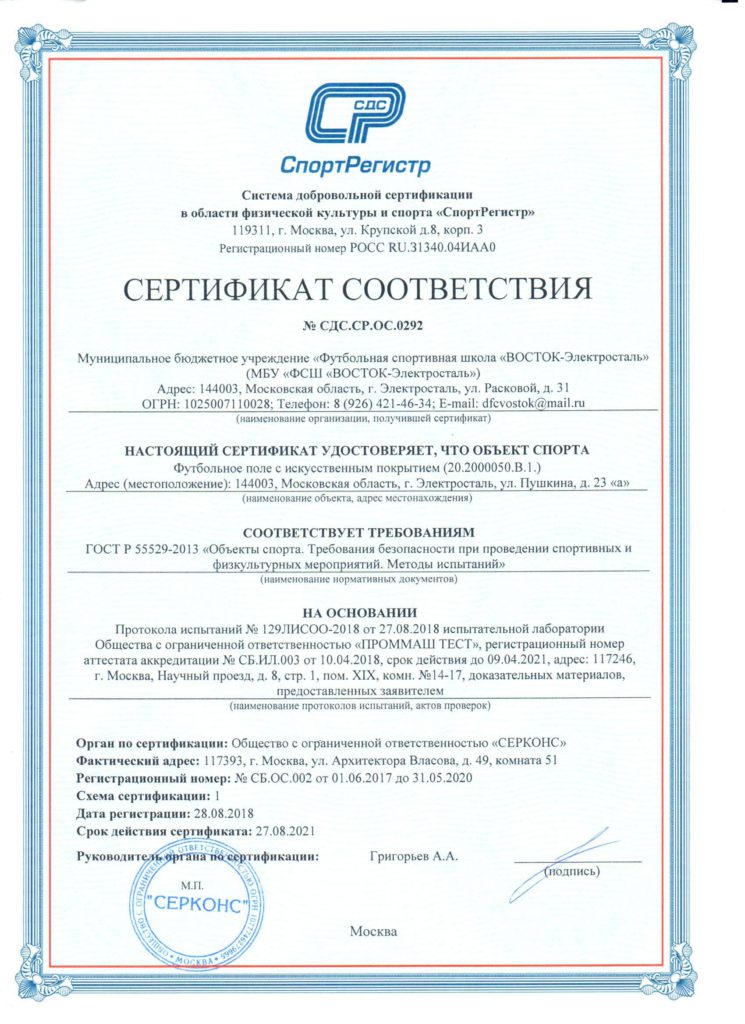 СДС
СР
СпортРегистр
Система добровольной сертификации
в области физической культуры и спорта «СпортРегистр»
119311, г. Москва, ул. Крупской д.8, корп. 3
Регистрационный номер РОСС RU.31340.04ИАА0
СЕРТИФИКАТ СООТВЕТСТВИЯ
№ СДС.СР.ОС.0292
Муниципальное бюджетное учреждение «Футбольная спортивная школа «ВОСТОК-Электросталь»
(МБУ «ФСШ «ВОСТОК-Электросталь»)
Адрес: 144003, Московская область, г. Электросталь, ул. Расковой, д. 31
ОГРН: 1025007110028; Телефон: 8 (926) 421-46-34; E-mail: dfcvostok@mail.ru
(наименование организации, получившей сертификат)
НАСТОЯЩИЙ СЕРТИФИКАТ УДОСТОВЕРЯЕТ, ЧТО ОБЪЕКТ СПОРТА
Футбольное поле с искусственным покрытием (20.2000050.В.1.)
Адрес (местоположение): 144003, Московская область, г. Электросталь, ул. Пушкина, д. 23 «а»
(наименование объекта, адрес местонахождения)
СООТВЕТСТВУЕТ ТРЕБОВАНИЯМ
ГОСТ Р 55529-2013 «Объекты спорта. Требования безопасности при проведении спортивных и
физкультурных мероприятий. Методы испытаний»
(наименование нормативных документов)
НА ОСНОВАНИИ
Протокола испытаний № 129ЛИСОО-2018 от 27.08.2018 испытательной лаборатории
Общества с ограниченной ответственностью «ПРОММАШ ТЕСТ», регистрационный номер
аттестата аккредитации № СБ.ИЛ.003 от 10.04.2018, срок действия до 09.04.2021, адрес: 117246,
г. Москва, Научный проезд, д. 8, стр. 1, пом. XIX, комн. №14-17, доказательных материалов,
предоставленных заявителем
(наименование протоколов испытаний, актов проверок)
Орган по сертификации: Общество с ограниченной ответственностью «СЕРКОНС»
Фактический адрес: 117393, г. Москва, ул. Архитектора Власова, д. 49, комната 51
Регистрационный номер: № СБ.ОС.002 от 01.06.2017 до 31.05.2020
Схема сертификации: 1
Дата регистрации: 28.08.2018
Срок действия сертификата: 27.08.2021
Руководитель органа по сертификации: Григорьев А.А.
(подпись)
М.П.
"СЕРКОНС"
ОБЩЕСТВО С ОГРАНИЧЕННОЙ ОТВЕТСТВЕННОСТЬЮ ОГРН
МОСКВА
Москва